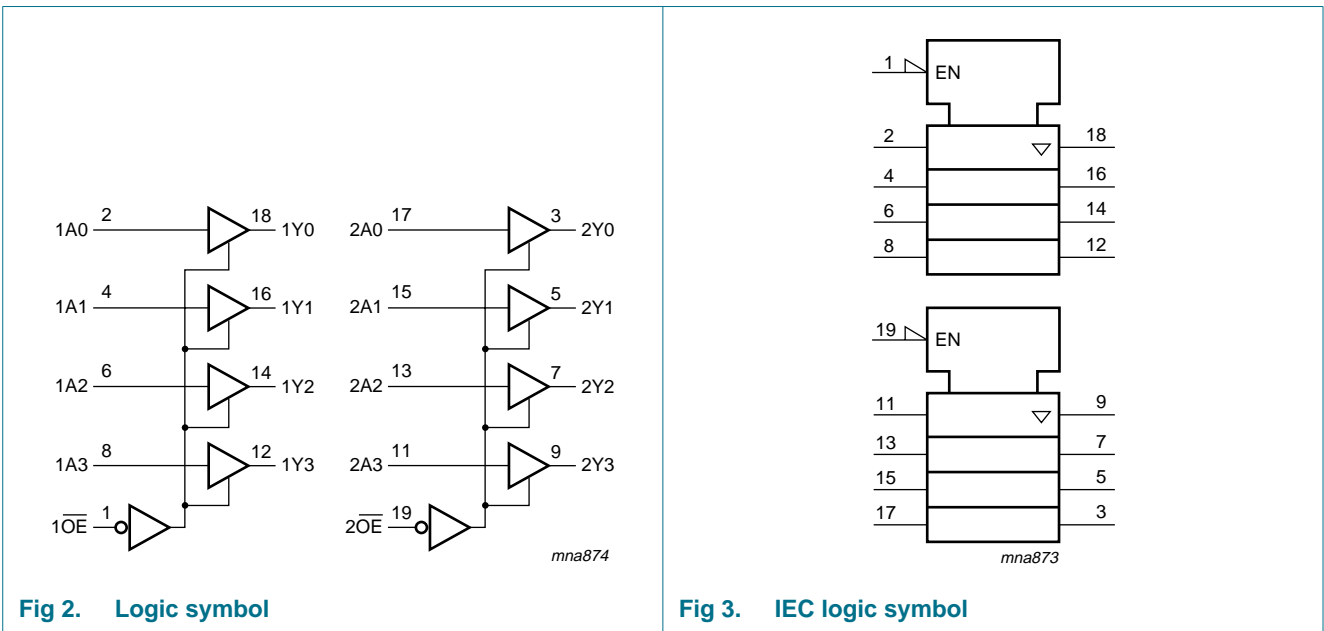 1A0 2 18 1Y0
1A1 4 16 1Y1
1A2 6 14 1Y2
1A3 8 12 1Y3
1OE 1
2A0 17 3 2Y0
2A1 15 5 2Y1
2A2 13 7 2Y2
2A3 11 9 2Y3
2OE 19
mna874
Fig 2. Logic symbol
1 EN
2 18
4 16
6 14
8 12
19 EN
11 9
13 7
15 5
17 3
mna873
Fig 3. IEC logic symbol